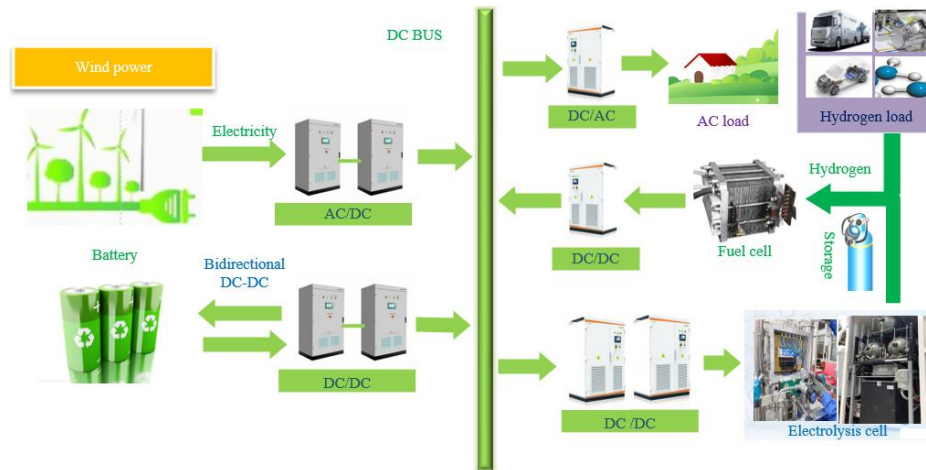 DC BUS
Wind power
Electricity
AC/DC
Battery
Bidirectional
DC-DC
DC/DC
DC/AC
AC load
Hydrogen load
Hydrogen
DC/DC
Fuel cell
Storage
DC /DC
Electrolysis cell